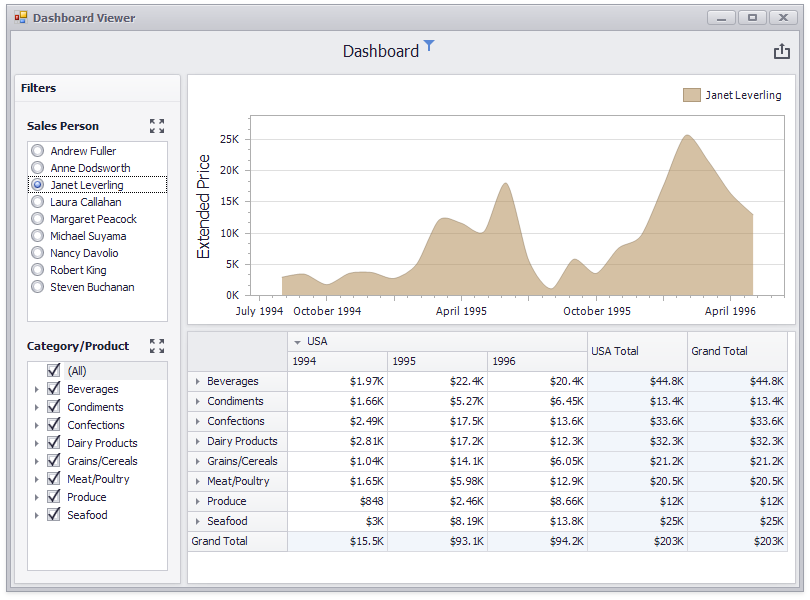 Dashboard Viewer
Dashboard
Filters
Sales Person
Andrew Fuller
Anne Dodsworth
Janet Leverling
Laura Callahan
Margaret Peacock
Michael Suyama
Nancy Davolio
Robert King
Steven Buchanan
Category/Product
(All)
Beverages
Condiments
Confections
Dairy Products
Grains/Cereals
Meat/Poultry
Produce
Seafood
Janet Leverling
Extended Price
25K
20K
15K
10K
5K
0K
July 1994 October 1994 April 1995 October 1995 April 1996
USA USA Total Grand Total
1994 1995 1996
Beverages $1.97K $22.4K $20.4K $44.8K $44.8K
Condiments $1.66K $5.27K $6.45K $13.4K $13.4K
Confections $2.49K $17.5K $13.6K $33.6K $33.6K
Dairy Products $2.81K $17.2K $12.3K $32.3K $32.3K
Grains/Cereals $1.04K $14.1K $6.05K $21.2K $21.2K
Meat/Poultry $1.65K $5.98K $12.9K $20.5K $20.5K
Produce $848 $2.46K $8.66K $12K $12K
Seafood $3K $8.19K $13.8K $25K $25K
Grand Total $15.5K $93.1K $94.2K $203K $203K